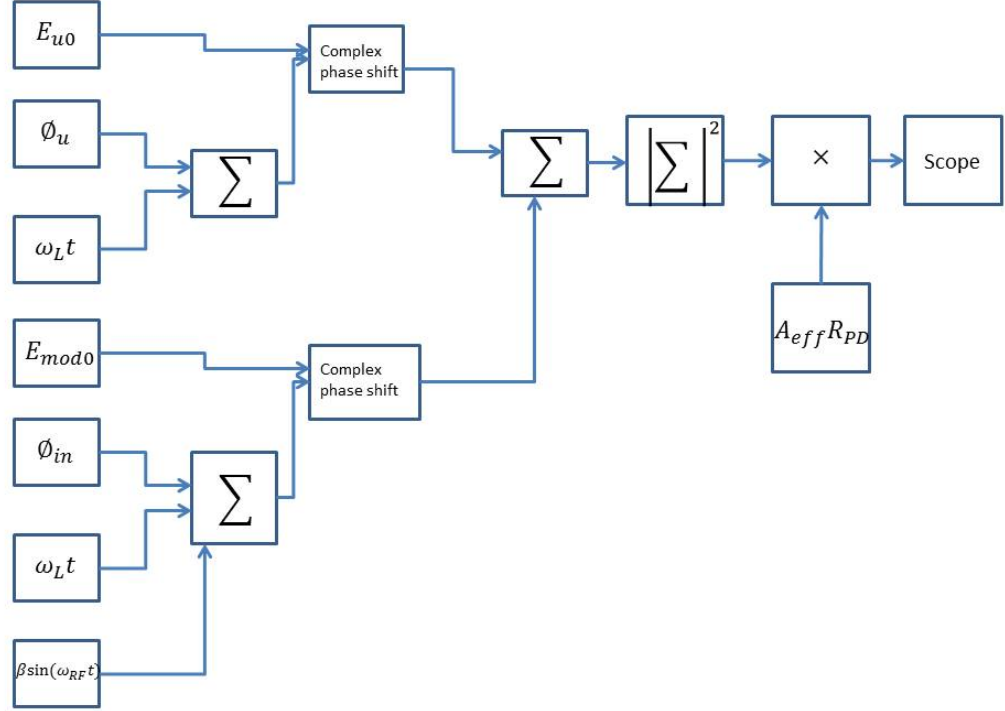 E_{u0}
Complex
phase shift
∅_u
∑
ω_L t
∑
|∑|²
×
Scope
A_{eff}R_{PD}
E_{mod0}
Complex
phase shift
∅_{in}
∑
ω_L t
βsin(ω_{RF}t)